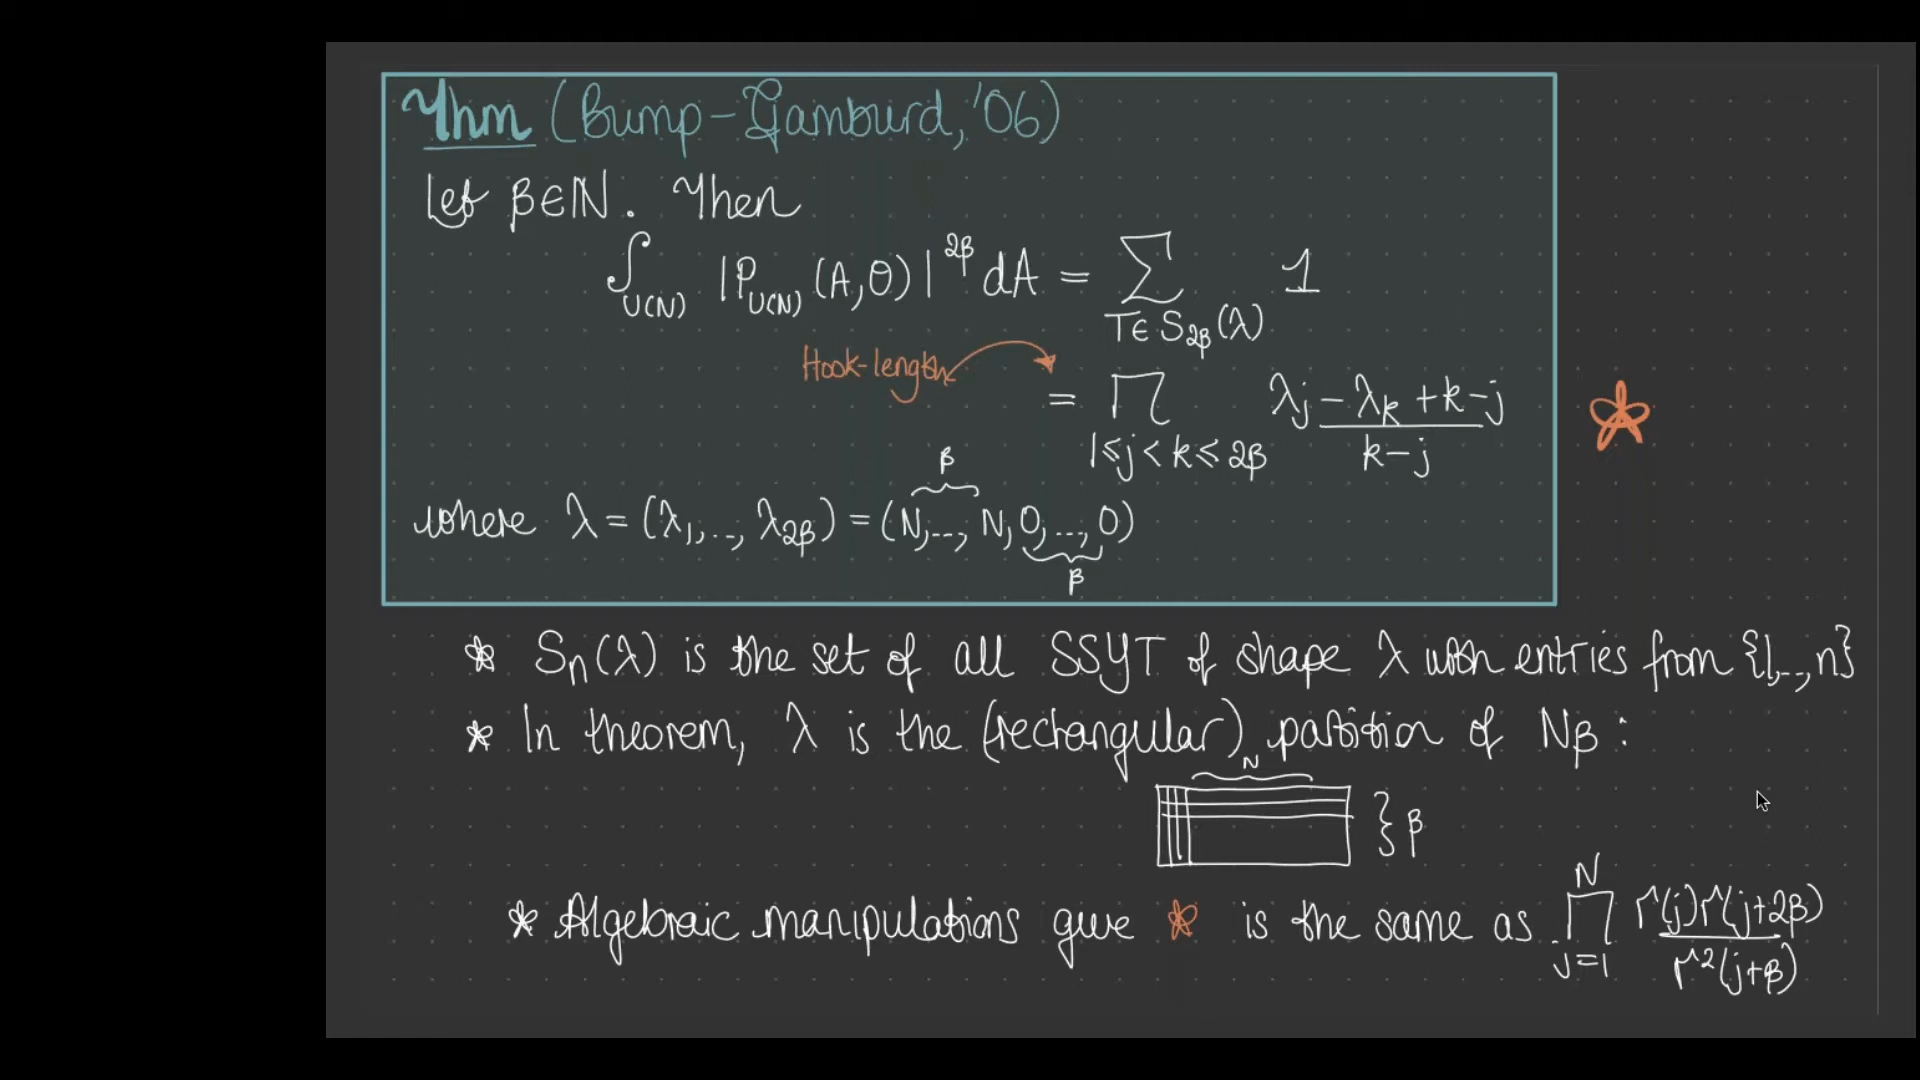 Thm (Bump-Gamburd, '06)
Let β∈ℕ. Then
∫_{U(N)} |P_{U(N)}(A,θ)|^{2β} dA = Σ_{T∈S_{2β}(λ)} 1
Hook-length
= ∏_{1≤j<k≤2β} (λ_j - λ_k + k - j)/(k - j) *
where λ = (λ_1,..,λ_{2β}) = (N,...,N,0,...,0)
β
β
* S_n(λ) is the set of all SSYT of shape λ with entries from {1,..,n}
* In theorem, λ is the (rectangular) partition of Nβ :
N
} β
* Algebraic manipulations give * is the same as ∏_{j=1}^{N} Γ(j)Γ(j+2β)/Γ²(j+β)